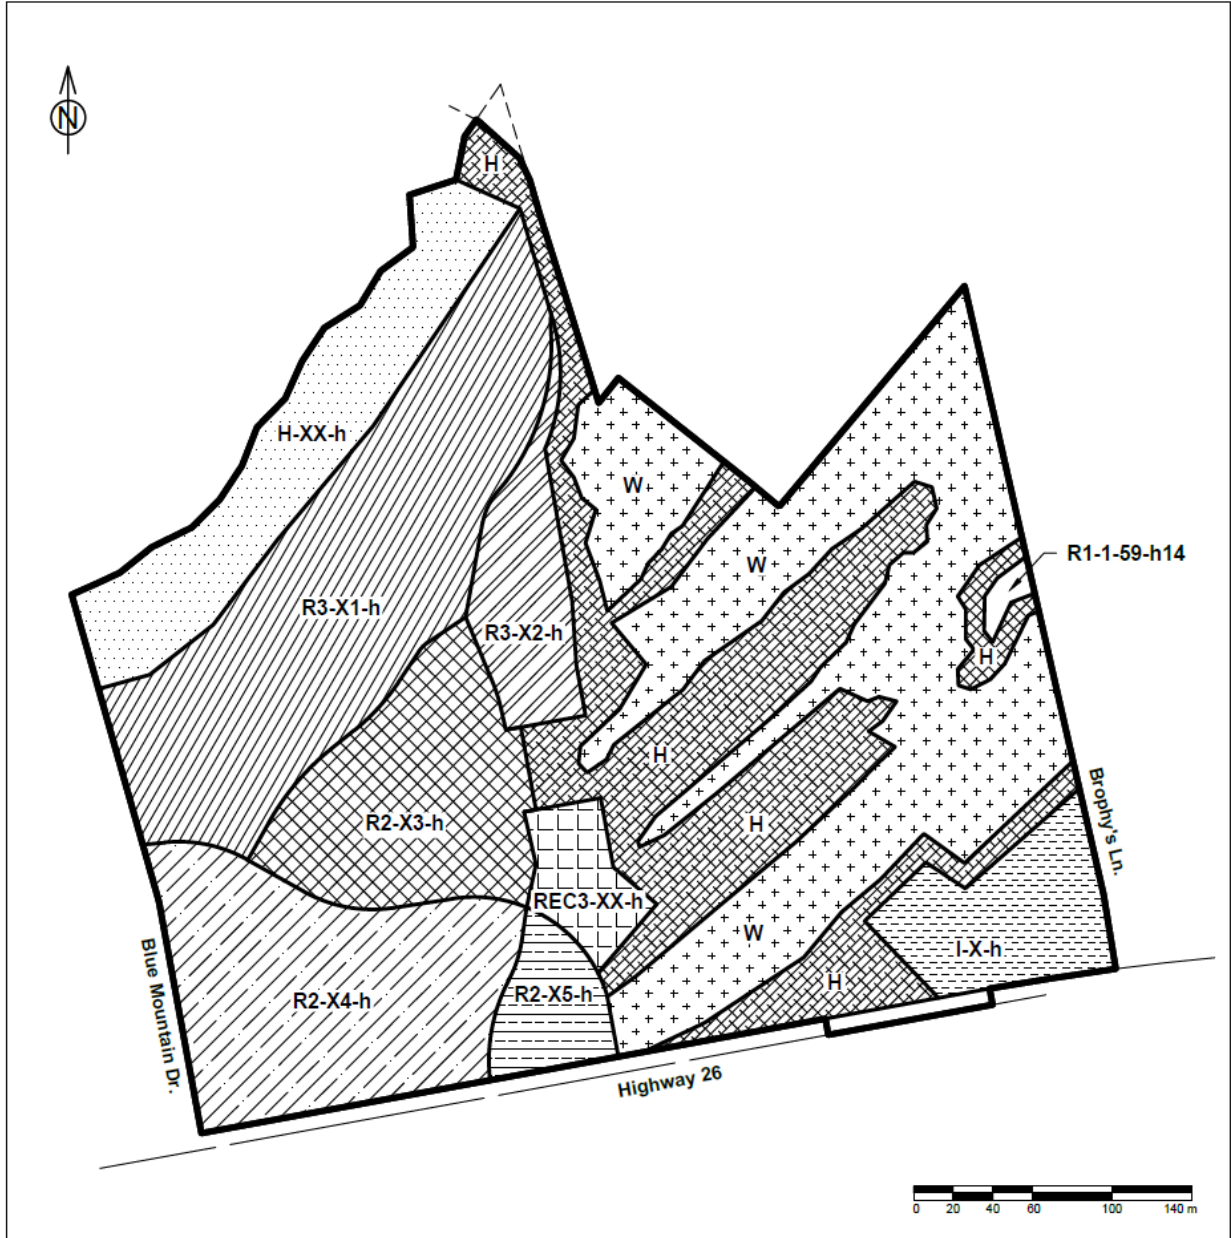 N
H
H-XX-h
W
W
R1-1-59-h14
R3-X1-h
R3-X2-h
H
H
R2-X3-h
H
Brophy's Ln.
REC3-XX-h
W
I-X-h
Blue Mountain Dr.
R2-X4-h
R2-X5-h
H
Highway 26
0 20 40 60 100 140 m